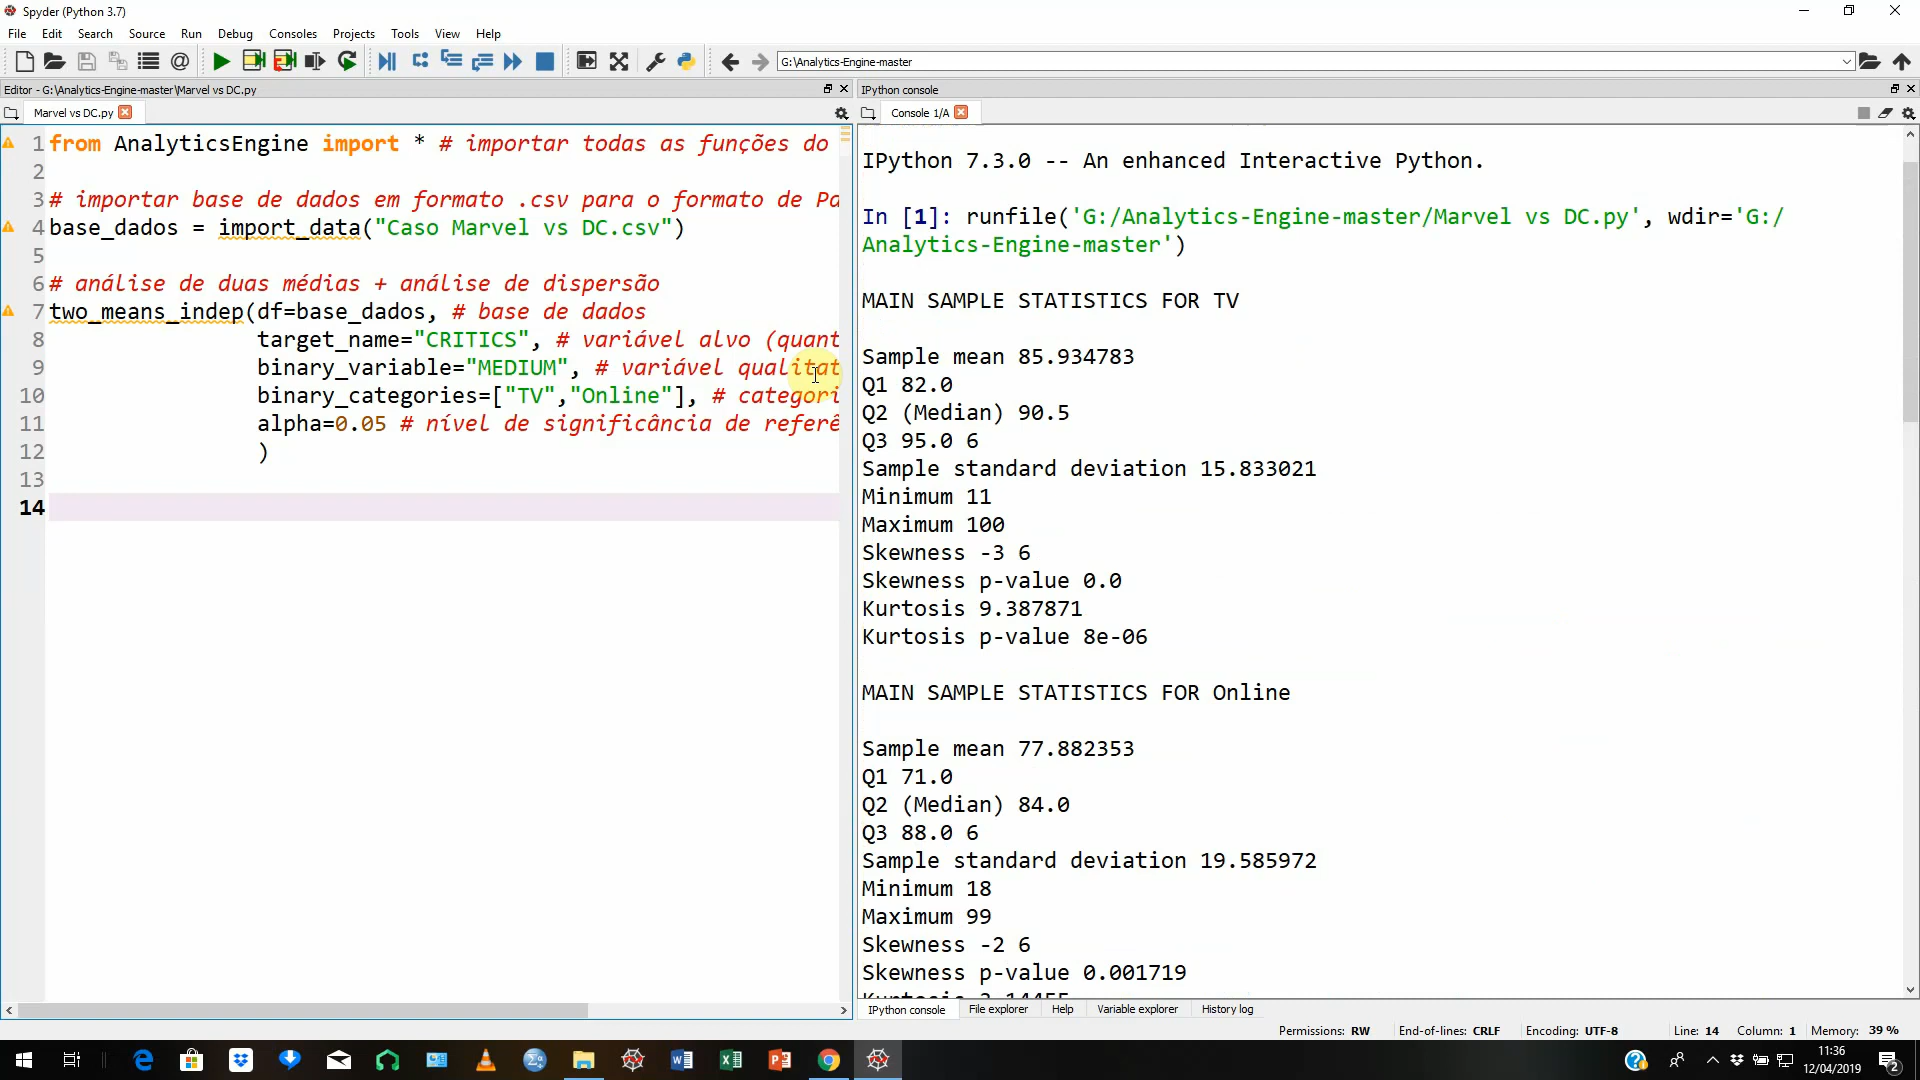 Spyder (Python 3.7)
File Edit Search Source Run Debug Consoles Projects Tools View Help
G:\Analytics-Engine-master
Editor - G:\Analytics-Engine-master\Marvel vs DC.py
Marvel vs DC.py
1 from AnalyticsEngine import * # importar todas as funções do
2
3 # importar base de dados em formato .csv para o formato de Pa
4 base_dados = import_data("Caso Marvel vs DC.csv")
5
6 # análise de duas médias + análise de dispersão
7 two_means_indep(df=base_dados, # base de dados
8 target_name="CRITICS", # variável alvo (quant
9 binary_variable="MEDIUM", # variável qualitat
10 binary_categories=["TV","Online"], # categori
11 alpha=0.05 # nível de significância de referê
12 )
13
14
IPython console
Console 1/A
IPython 7.3.0 -- An enhanced Interactive Python.
In [1]: runfile('G:/Analytics-Engine-master/Marvel vs DC.py', wdir='G:/
Analytics-Engine-master')
MAIN SAMPLE STATISTICS FOR TV
Sample mean 85.934783
Q1 82.0
Q2 (Median) 90.5
Q3 95.0 6
Sample standard deviation 15.833021
Minimum 11
Maximum 100
Skewness -3 6
Skewness p-value 0.0
Kurtosis 9.387871
Kurtosis p-value 8e-06
MAIN SAMPLE STATISTICS FOR Online
Sample mean 77.882353
Q1 71.0
Q2 (Median) 84.0
Q3 88.0 6
Sample standard deviation 19.585972
Minimum 18
Maximum 99
Skewness -2 6
Skewness p-value 0.001719
Kurtosis 3.14455
IPython console File explorer Help Variable explorer History log
Permissions: RW End-of-lines: CRLF Encoding: UTF-8 Line: 14 Column: 1 Memory: 39 %
11:36
12/04/2019
2